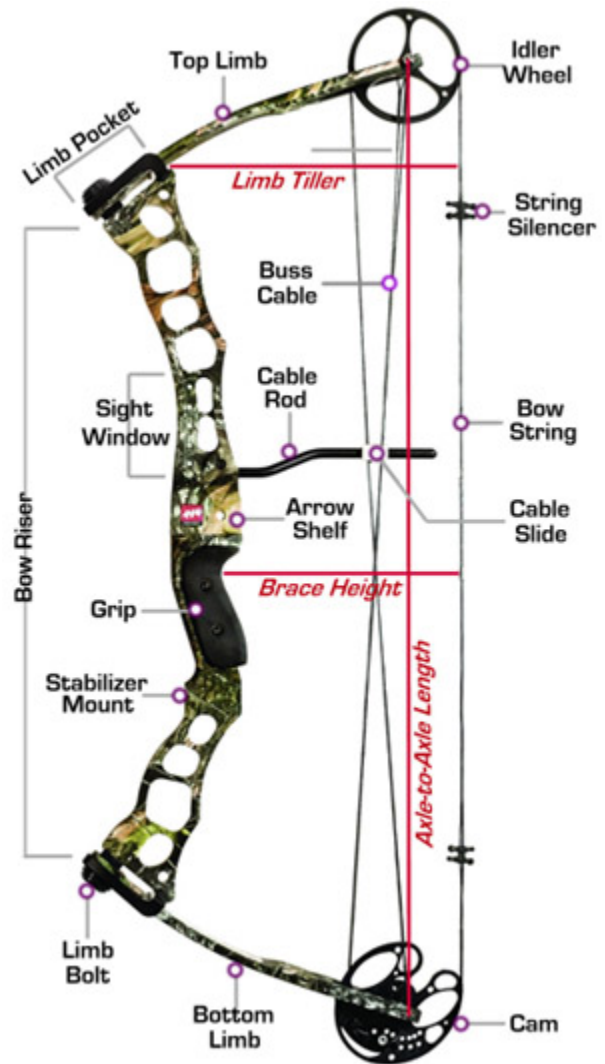 Top Limb
Idler
Wheel
Limb Pocket
Limb Tiller
String
Silencer
Buss
Cable
Cable
Rod
Sight
Window
Bow
String
Arrow
Shelf
Cable
Slide
Bow Riser
Brace Height
Grip
Stabilizer
Mount
Axle-to-Axle Length
Limb
Bolt
Bottom
Limb
Cam